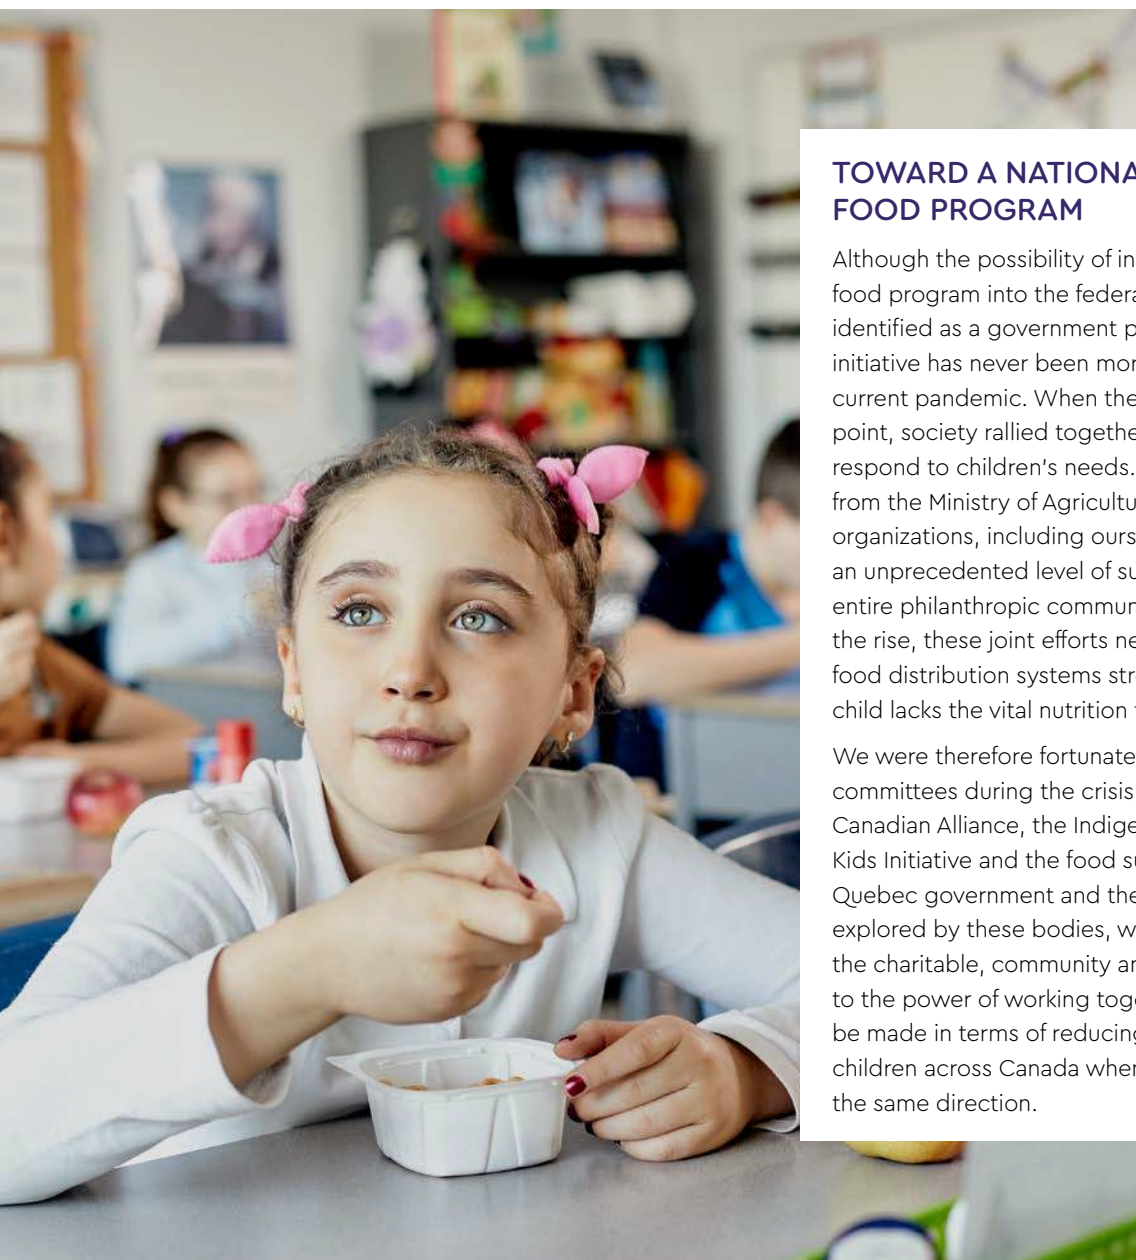 TOWARD A NATIONA
FOOD PROGRAM
Although the possibility of in
food program into the federa
identified as a government p
initiative has never been mor
current pandemic. When the
point, society rallied togethe
respond to children's needs.
from the Ministry of Agricultu
organizations, including ours
an unprecedented level of su
entire philanthropic commun
the rise, these joint efforts ne
food distribution systems stre
child lacks the vital nutrition
We were therefore fortunate
committees during the crisis
Canadian Alliance, the Indige
Kids Initiative and the food su
Quebec government and the
explored by these bodies, w
the charitable, community an
to the power of working toge
be made in terms of reducing
children across Canada when
the same direction.